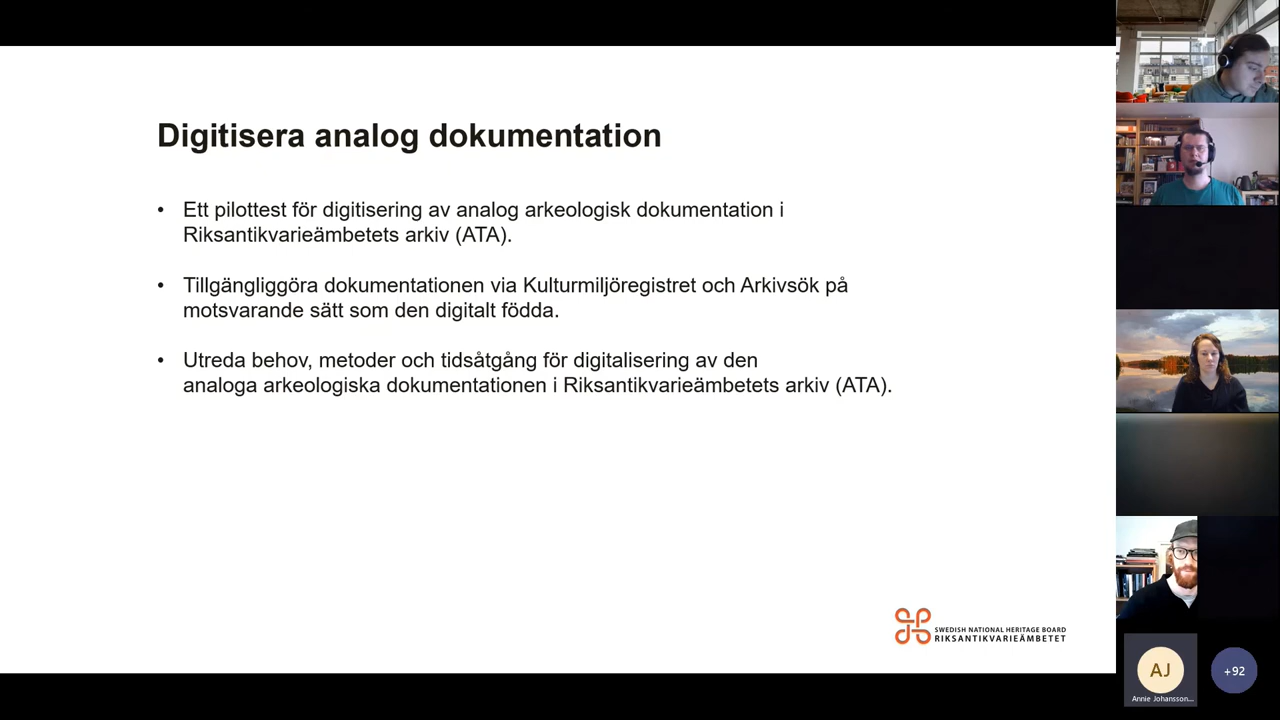 Digitisera analog dokumentation
• Ett pilottest för digitisering av analog arkeologisk dokumentation i
Riksantikvarieämbetets arkiv (ATA).
• Tillgängliggöra dokumentationen via Kulturmiljöregistret och Arkivsök på
motsvarande sätt som den digitalt födda.
• Utreda behov, metoder och tidsåtgång för digitalisering av den
analoga arkeologiska dokumentationen i Riksantikvarieämbetets arkiv (ATA).
SWEDISH NATIONAL HERITAGE BOARD
RIKSANTIKVARIEÄMBETET
AJ
Annie Johansson...
+92